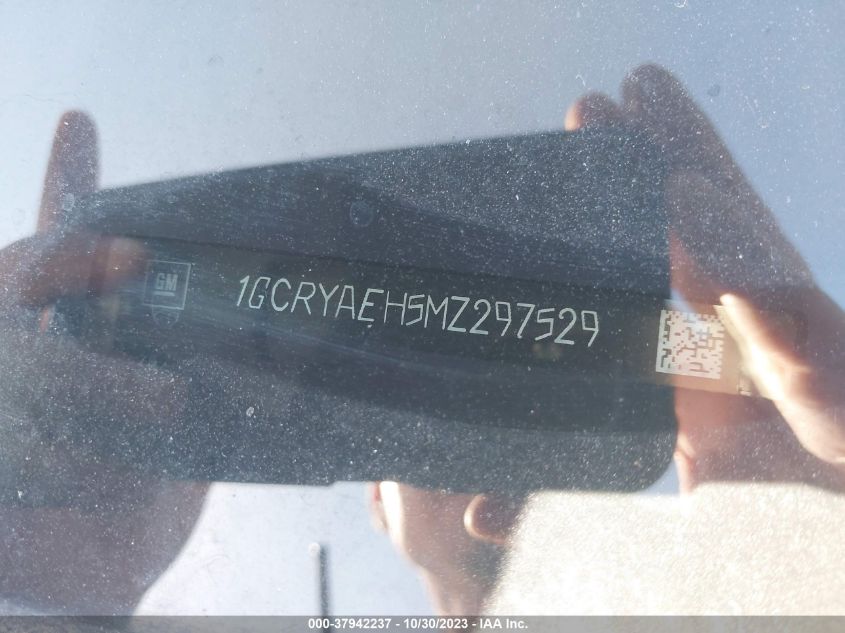 GM
1GCRYAEH5MZ297529
000-37942237 - 10/30/2023 - IAA Inc.